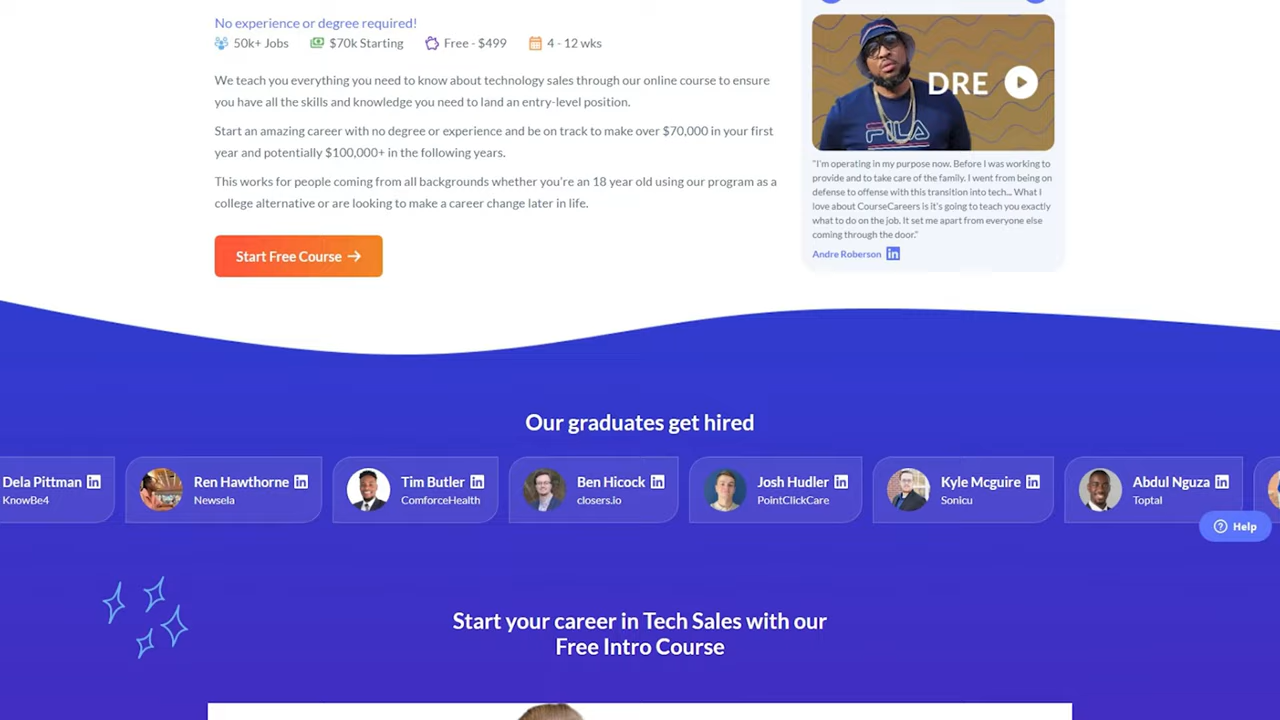 No experience or degree required!
50k+ Jobs
$70k Starting
Free - $499
4 - 12 wks
We teach you everything you need to know about technology sales through our online course to ensure
you have all the skills and knowledge you need to land an entry-level position.
Start an amazing career with no degree or experience and be on track to make over $70,000 in your first
year and potentially $100,000+ in the following years.
This works for people coming from all backgrounds whether you're an 18 year old using our program as a
college alternative or are looking to make a career change later in life.
Start Free Course →
DRE
FILA
"I'm operating in my purpose now. Before I was working to
provide and to take care of the family. I went from being on
defense to offense with this transition into tech... What I
love about CourseCareers is it's going to teach you exactly
what to do on the job. It set me apart from everyone else
coming through the door."
Andre Roberson in
Our graduates get hired
Dela Pittman in
KnowBe4
Ren Hawthorne in
Newsela
Tim Butler in
ComforceHealth
Ben Hicock in
closers.io
Josh Hudler in
PointClickCare
Kyle Mcguire in
Sonicu
Abdul Nguza in
Toptal
? Help
Start your career in Tech Sales with our
Free Intro Course